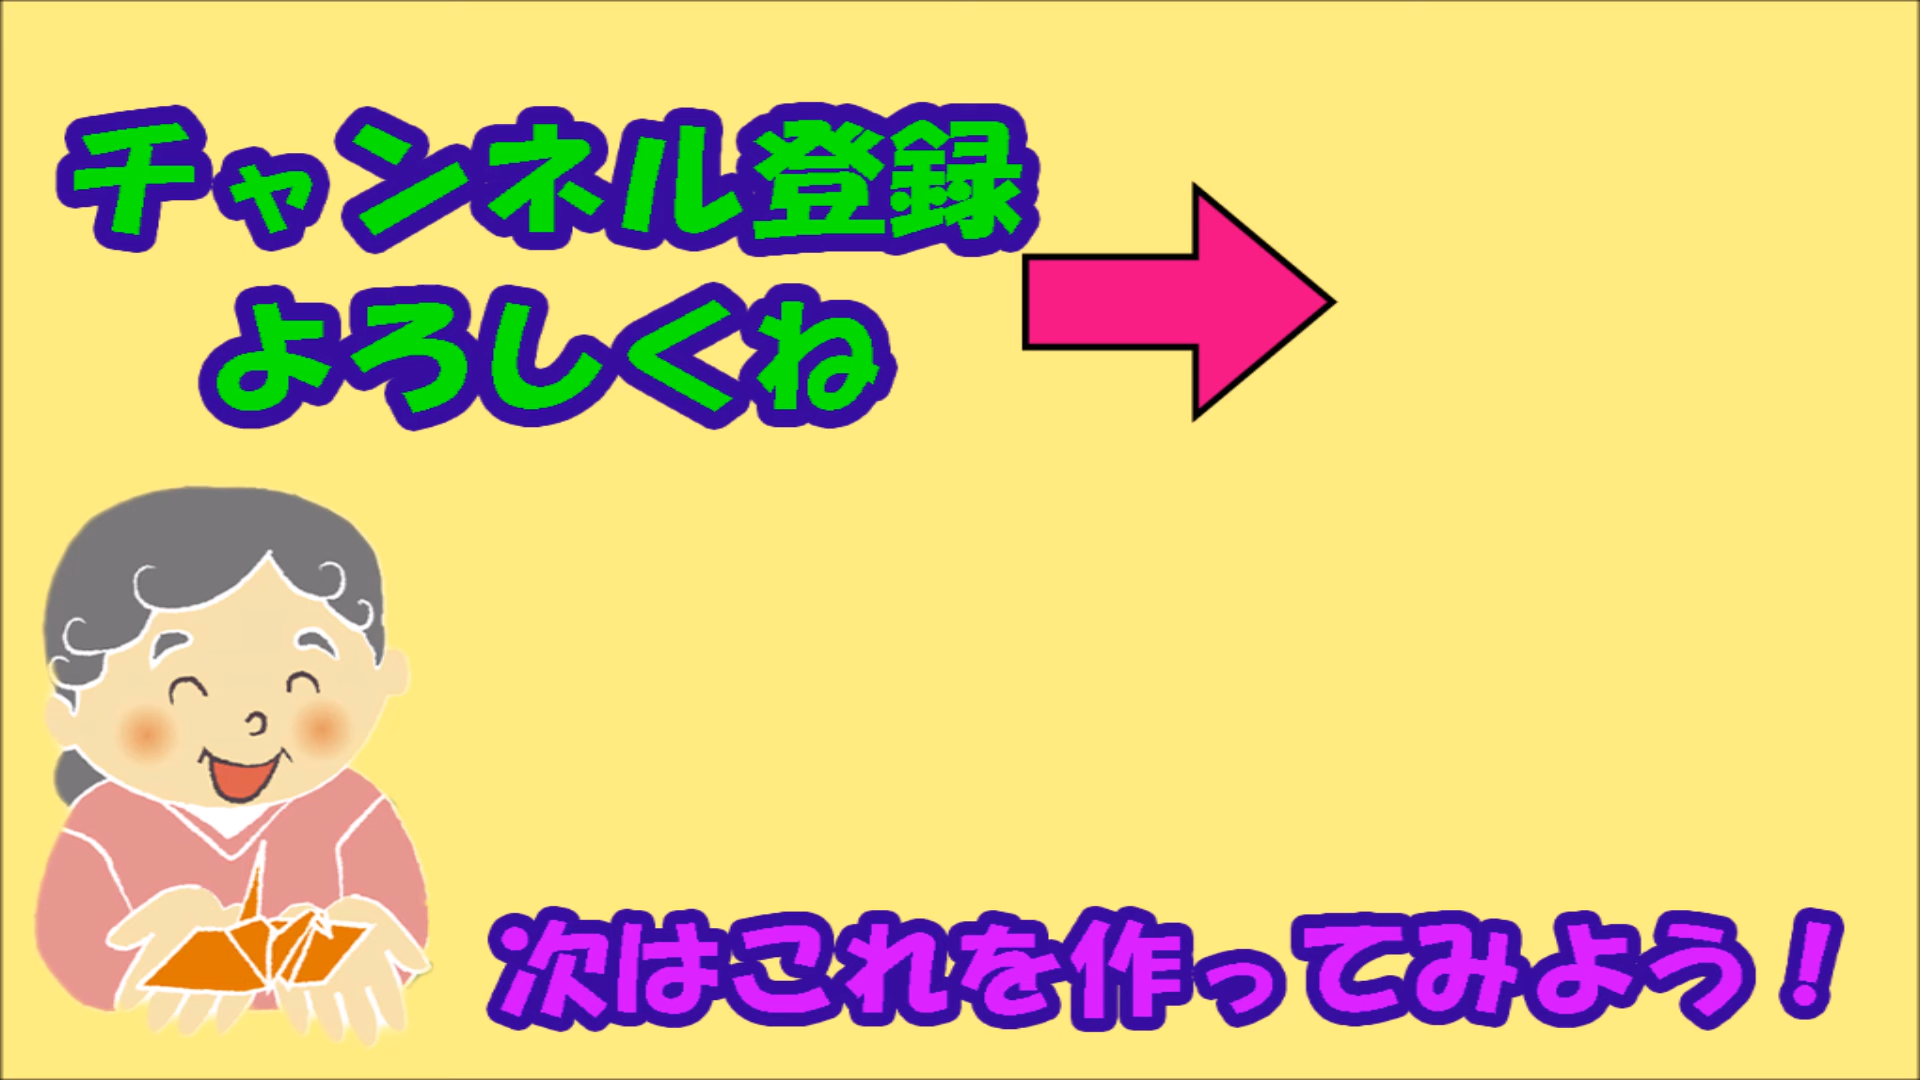 チャンネル登録
よろしくね
次はこれを作ってみよう！